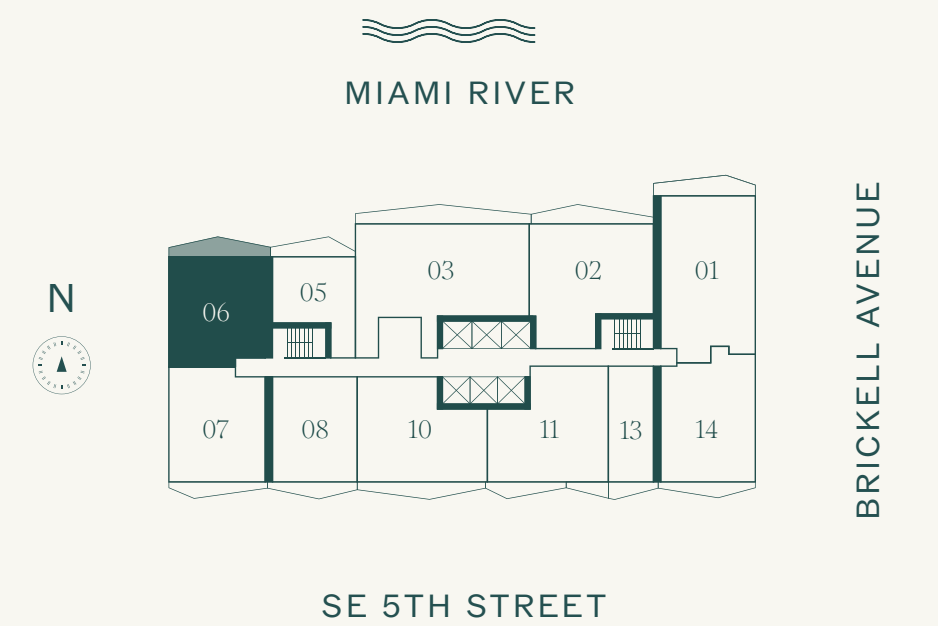 MIAMI RIVER
N
BRICKELL AVENUE
06
05
03
02
01
07
08
10
11
13
14
SE 5TH STREET